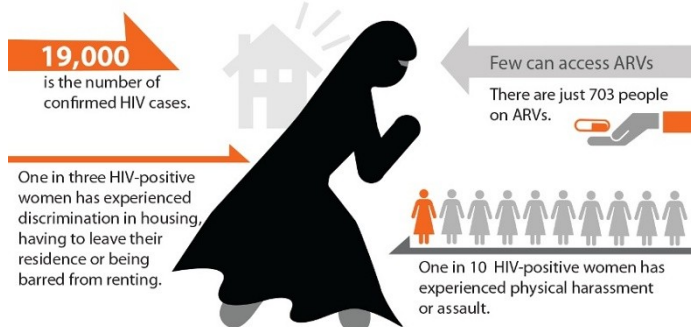 19,000
is the number of
confirmed HIV cases.
Few can access ARVs
There are just 703 people
on ARVs.
One in three HIV-positive
women has experienced
discrimination in housing,
having to leave their
residence or being
barred from renting.
One in 10 HIV-positive women has
experienced physical harassment
or assault.